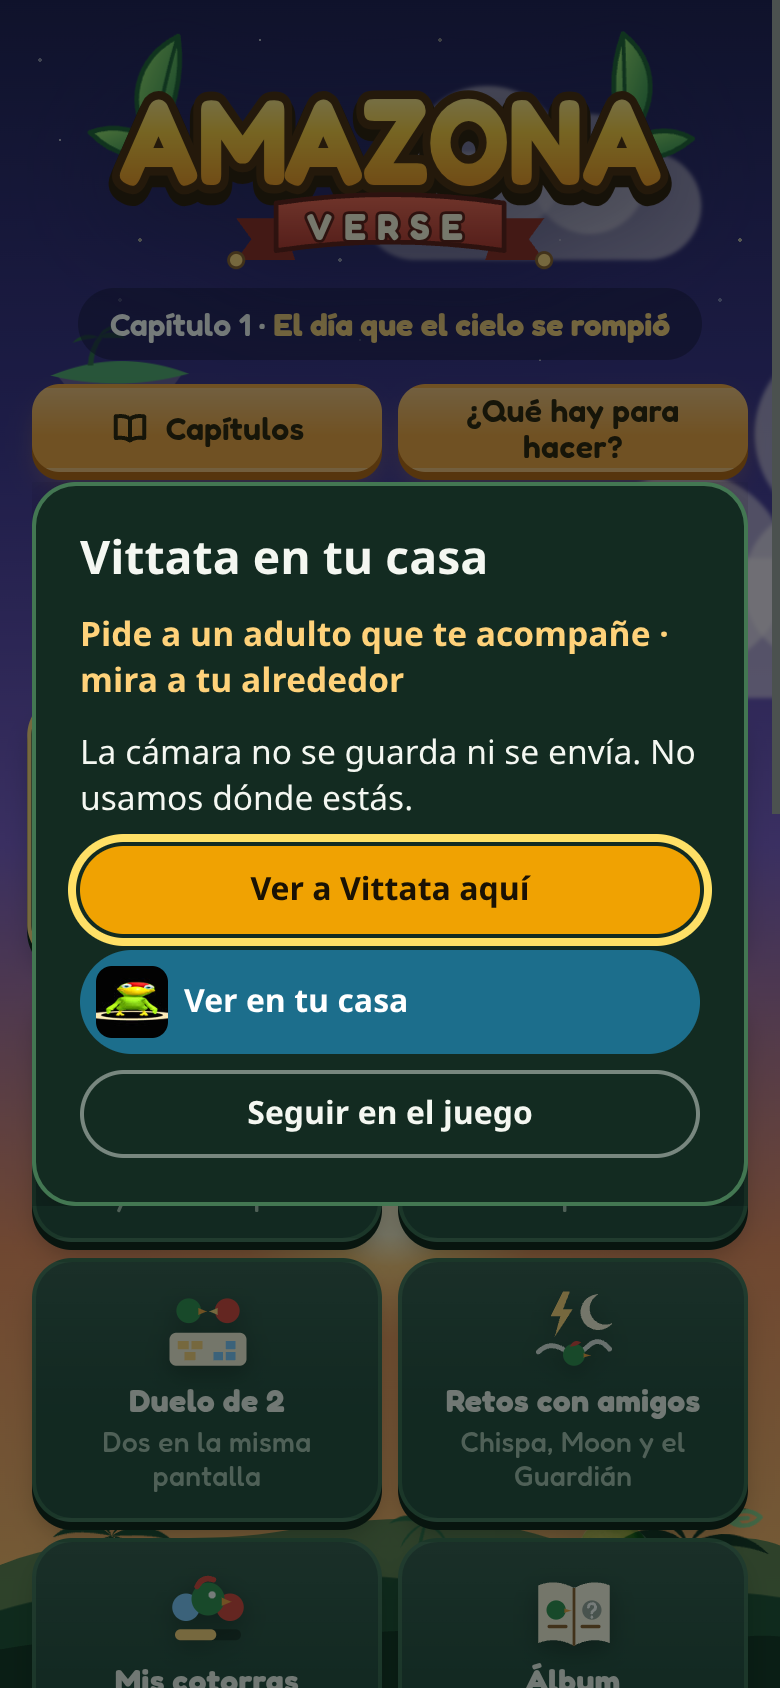 AMAZONA
VERSE
Capítulo 1 · El día que el cielo se rompió
Capítulos
¿Qué hay para
hacer?
Vittata en tu casa
Pide a un adulto que te acompañe ·
mira a tu alrededor
La cámara no se guarda ni se envía. No
usamos dónde estás.
Ver a Vittata aquí
Ver en tu casa
Seguir en el juego
Duelo de 2
Dos en la misma
pantalla
Retos con amigos
Chispa, Moon y el
Guardián
Mis cotorras
Álbum